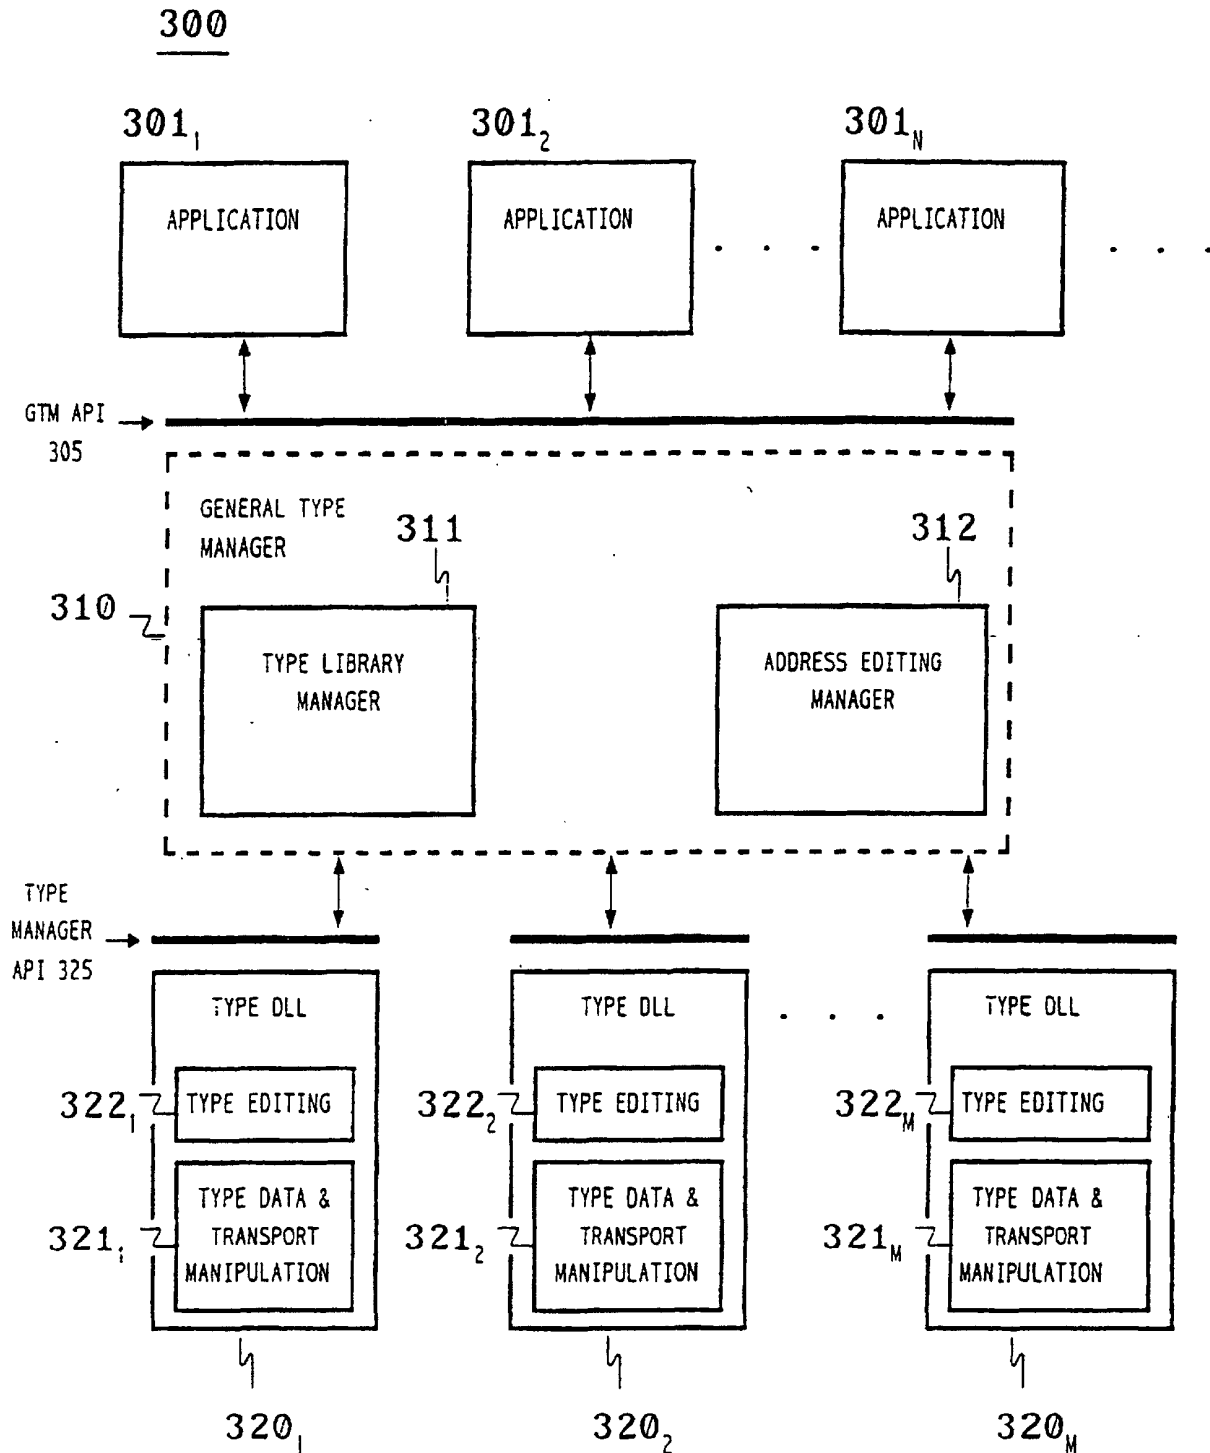 300
301₁ 301₂ 301N
APPLICATION APPLICATION APPLICATION
GTM API
305
GENERAL TYPE
MANAGER
311 312
310
TYPE LIBRARY
MANAGER
ADDRESS EDITING
MANAGER
TYPE
MANAGER
API 325
TYPE DLL TYPE DLL TYPE DLL
322₁ TYPE EDITING 322₂ TYPE EDITING 322M TYPE EDITING
TYPE DATA & TYPE DATA & TYPE DATA &
321₁ TRANSPORT 321₂ TRANSPORT 321M TRANSPORT
MANIPULATION MANIPULATION MANIPULATION
320₁ 320₂ 320M